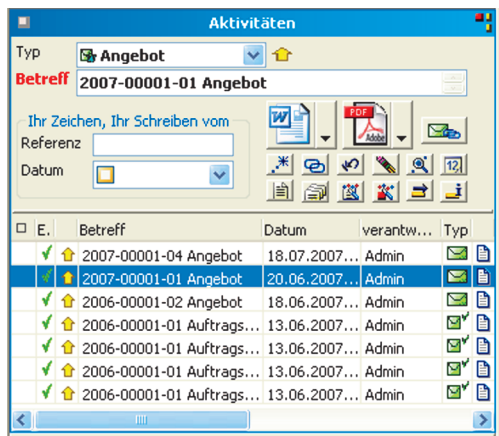 Aktivitäten
Typ
Angebot
Betreff
2007-00001-01 Angebot
Ihr Zeichen, Ihr Schreiben vom
Referenz
Datum
W
PDF
Adobe
12
E. Betreff Datum verantw... Typ
2007-00001-04 Angebot 18.07.2007... Admin
2007-00001-01 Angebot 20.06.2007... Admin
2006-00001-02 Angebot 18.06.2007... Admin
2006-00001-01 Auftrags... 13.06.2007... Admin
2006-00001-01 Auftrags... 13.06.2007... Admin
2006-00001-01 Auftrags... 13.06.2007... Admin
2006-00001-01 Auftrags... 13.06.2007... Admin